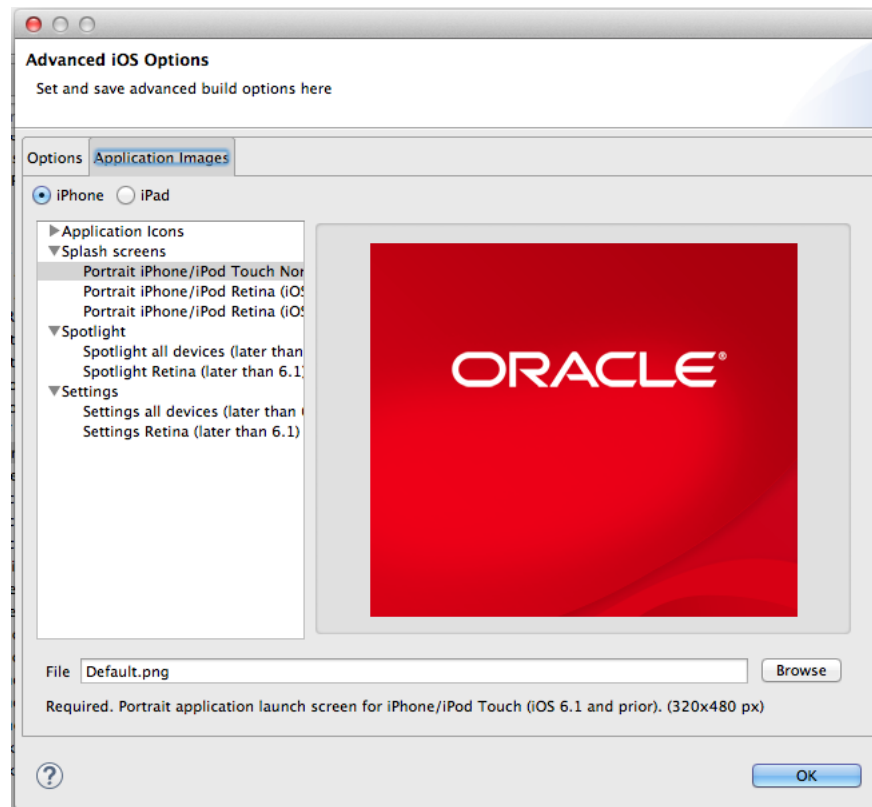 Advanced iOS Options
Set and save advanced build options here
Options Application Images
iPhone iPad
Application Icons
Splash screens
Portrait iPhone/iPod Touch Nor
Portrait iPhone/iPod Retina (iOS
Portrait iPhone/iPod Retina (iOS
Spotlight
Spotlight all devices (later than
Spotlight Retina (later than 6.1)
Settings
Settings all devices (later than
Settings Retina (later than 6.1)
ORACLE®
File Default.png Browse
Required. Portrait application launch screen for iPhone/iPod Touch (iOS 6.1 and prior). (320x480 px)
? OK